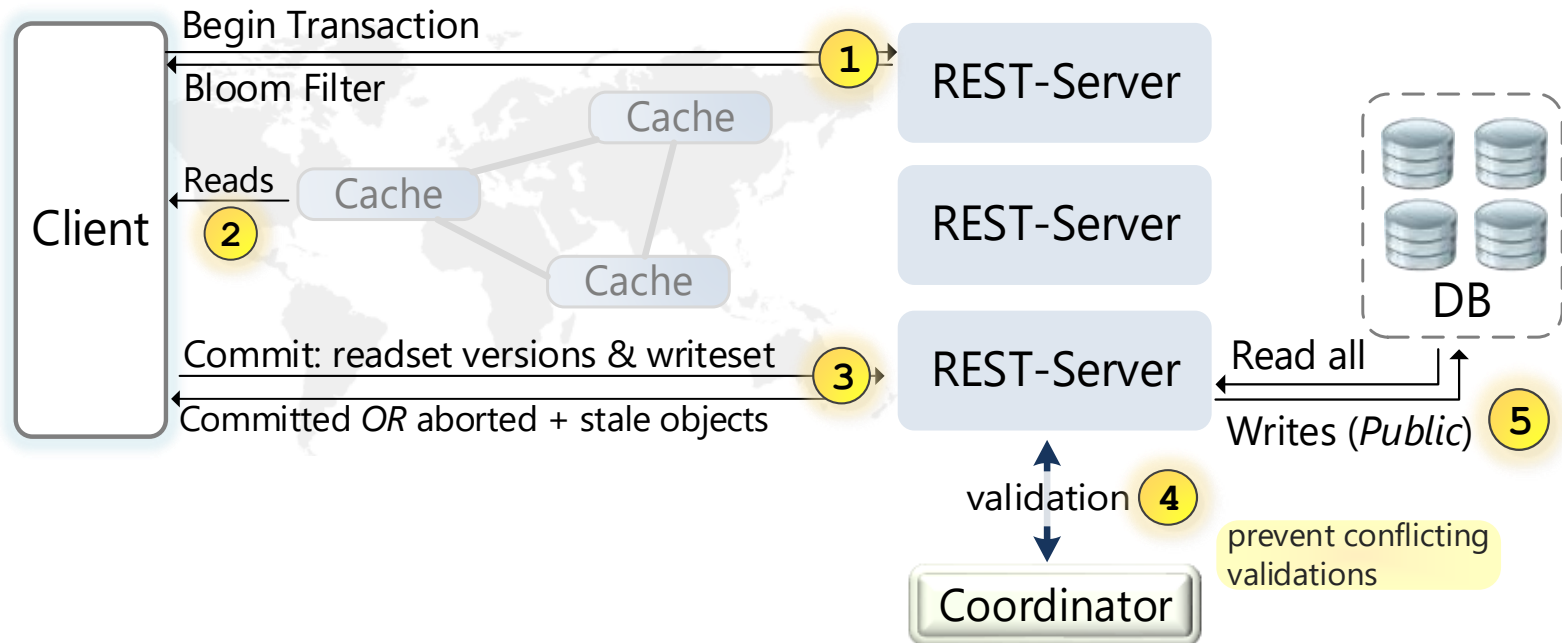 Begin Transaction
1
Bloom Filter
REST-Server
Cache
Reads
Cache
2
Client
REST-Server
Cache
DB
Commit: readset versions & writeset
3
REST-Server
Read all
Committed OR aborted + stale objects
Writes (Public)
5
validation
4
prevent conflicting
validations
Coordinator